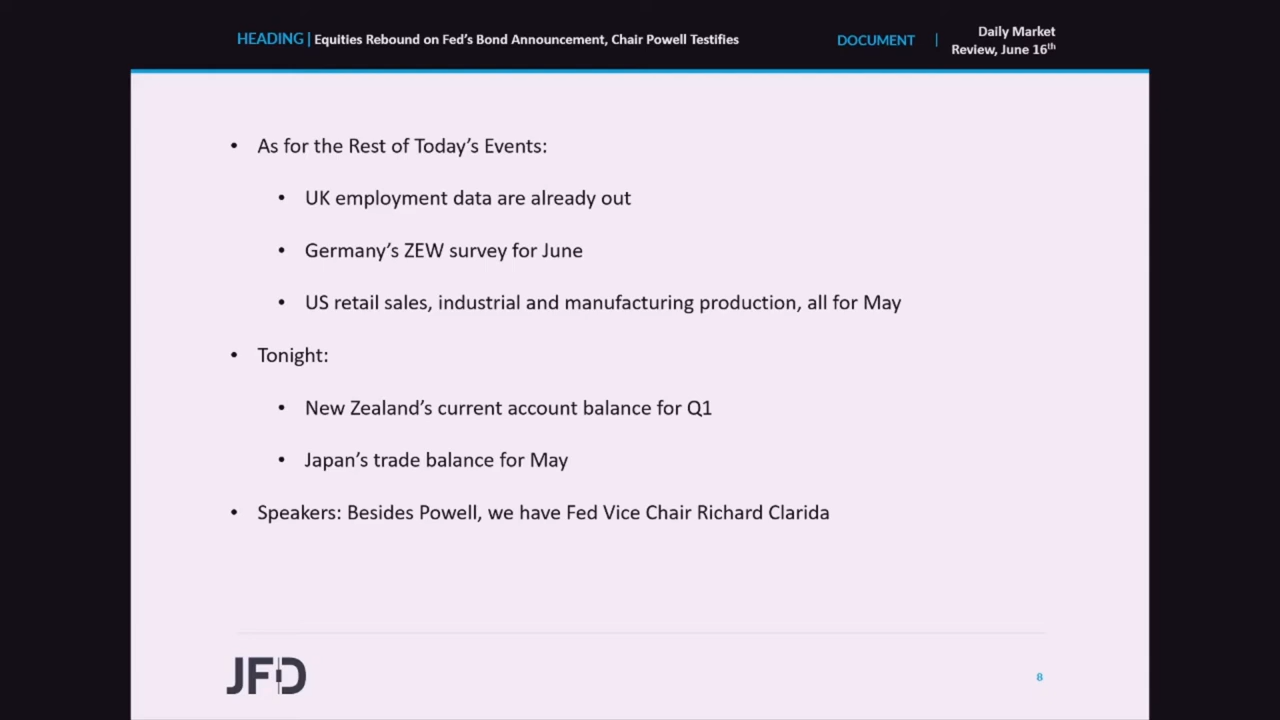 HEADING | Equities Rebound on Fed's Bond Announcement, Chair Powell Testifies
DOCUMENT | Daily Market
Review, June 16th
• As for the Rest of Today's Events:
• UK employment data are already out
• Germany's ZEW survey for June
• US retail sales, industrial and manufacturing production, all for May
• Tonight:
• New Zealand's current account balance for Q1
• Japan's trade balance for May
• Speakers: Besides Powell, we have Fed Vice Chair Richard Clarida
JFD
8